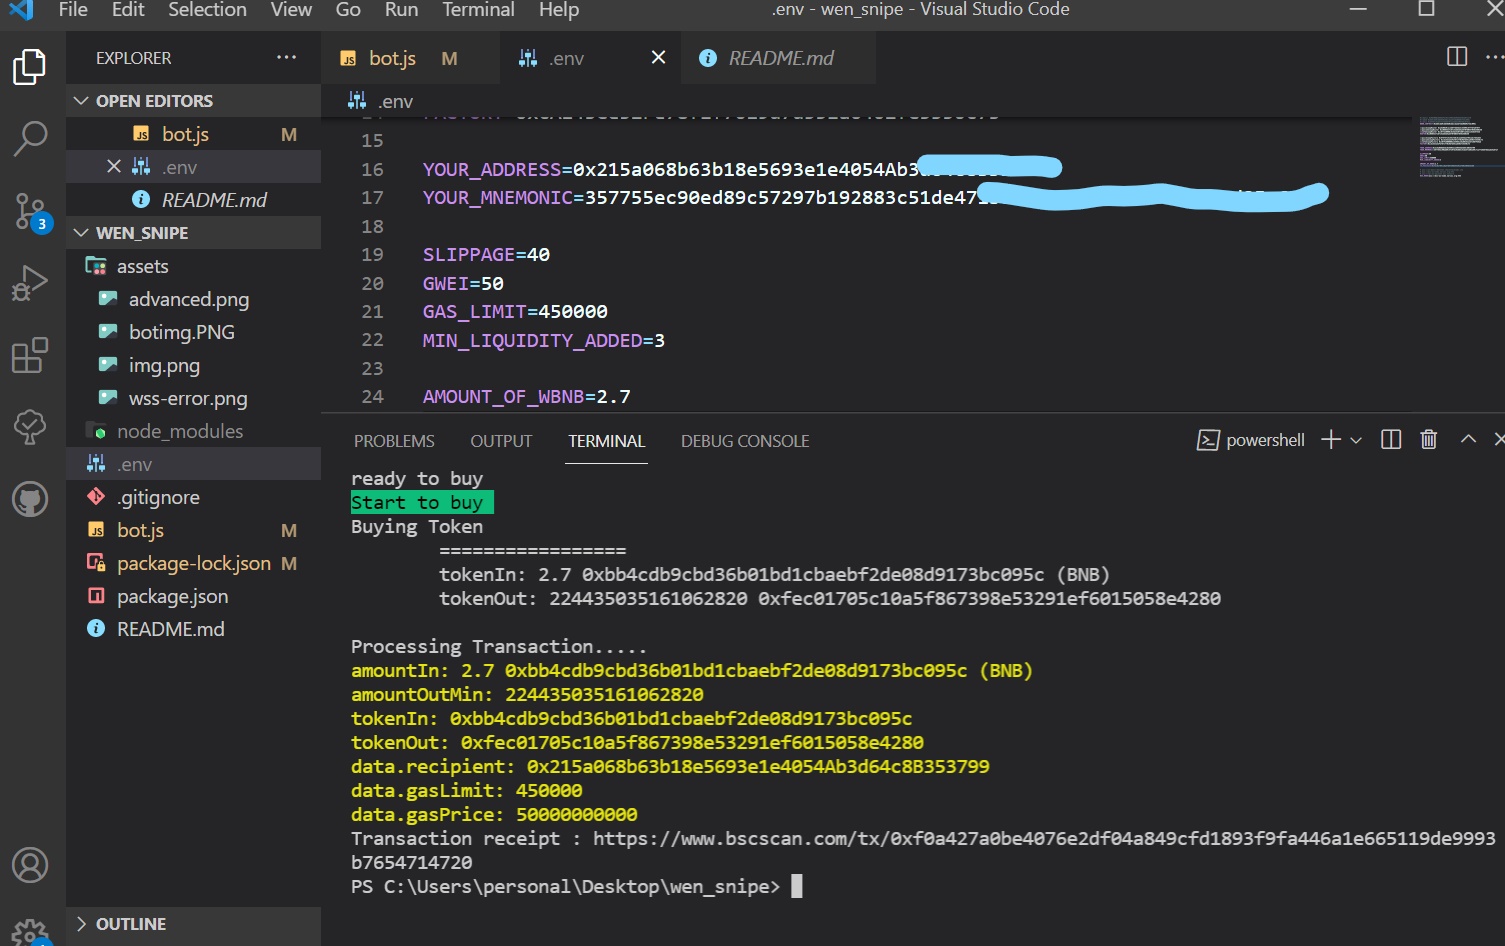 File Edit Selection View Go Run Terminal Help .env - wen_snipe - Visual Studio Code
EXPLORER
bot.js M
.env
README.md
OPEN EDITORS
bot.js M
.env
README.md
3
WEN_SNIPE
assets
advanced.png
botimg.PNG
img.png
wss-error.png
node_modules
.env
.gitignore
bot.js M
package-lock.json M
package.json
README.md
OUTLINE
.env
15
16 YOUR_ADDRESS=0x215a068b63b18e5693e1e4054Ab3
17 YOUR_MNEMONIC=357755ec90ed89c57297b192883c51de47
18
19 SLIPPAGE=40
20 GWEI=50
21 GAS_LIMIT=450000
22 MIN_LIQUIDITY_ADDED=3
23
24 AMOUNT_OF_WBNB=2.7
PROBLEMS OUTPUT TERMINAL DEBUG CONSOLE powershell
ready to buy
Start to buy
Buying Token
=================
tokenIn: 2.7 0xbb4cdb9cbd36b01bd1cbaebf2de08d9173bc095c (BNB)
tokenOut: 224435035161062820 0xfec01705c10a5f867398e53291ef6015058e4280
Processing Transaction.....
amountIn: 2.7 0xbb4cdb9cbd36b01bd1cbaebf2de08d9173bc095c (BNB)
amountOutMin: 224435035161062820
tokenIn: 0xbb4cdb9cbd36b01bd1cbaebf2de08d9173bc095c
tokenOut: 0xfec01705c10a5f867398e53291ef6015058e4280
data.recipient: 0x215a068b63b18e5693e1e4054Ab3d64c8B353799
data.gasLimit: 450000
data.gasPrice: 50000000000
Transaction receipt : https://www.bscscan.com/tx/0xf0a427a0be4076e2df04a849cfd1893f9fa446a1e665119de9993
b7654714720
PS C:\Users\personal\Desktop\wen_snipe>